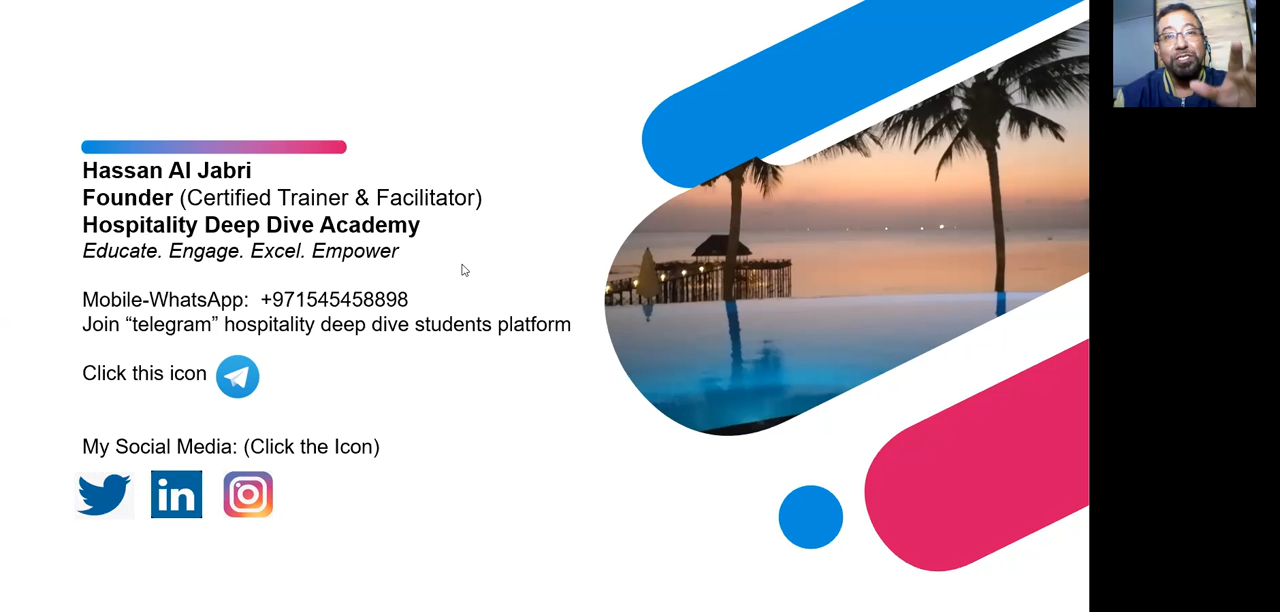 Hassan Al Jabri
Founder (Certified Trainer & Facilitator)
Hospitality Deep Dive Academy
Educate. Engage. Excel. Empower
Mobile-WhatsApp: +971545458898
Join “telegram” hospitality deep dive students platform
Click this icon
My Social Media: (Click the Icon)
in